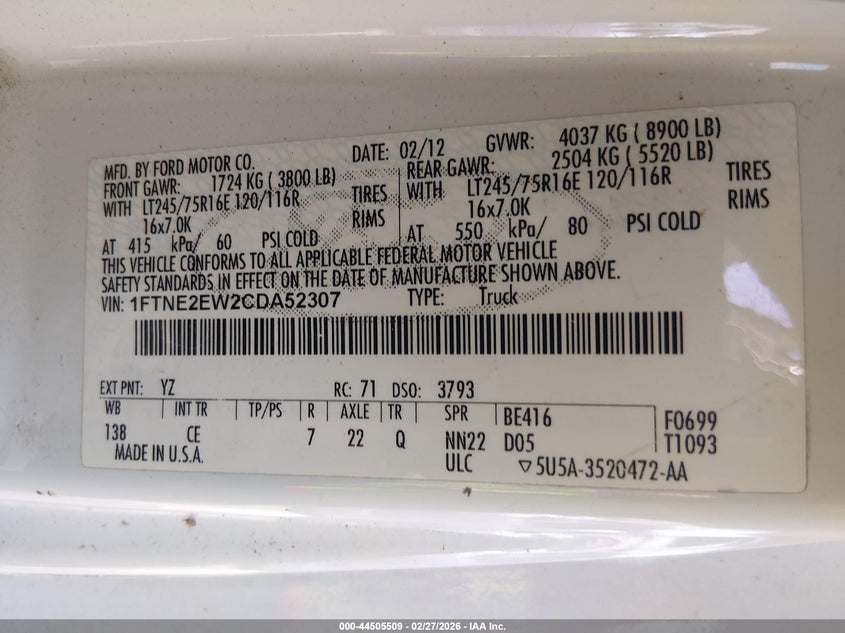 MFD. BY FORD MOTOR CO. DATE: 02/12 GVWR: 4037 KG ( 8900 LB)
FRONT GAWR: 1724 KG ( 3800 LB) REAR GAWR: 2504 KG ( 5520 LB)
WITH LT245/75R16E 120/116R TIRES WITH LT245/75R16E 120/116R TIRES
16x7.0K RIMS 16x7.0K RIMS
AT 415 kPa/ 60 PSI COLD AT 550 kPa/ 80 PSI COLD
THIS VEHICLE CONFORMS TO ALL APPLICABLE FEDERAL MOTOR VEHICLE
SAFETY STANDARDS IN EFFECT ON THE DATE OF MANUFACTURE SHOWN ABOVE.
VIN: 1FTNE2EW2CDA52307 TYPE: Truck
EXT PNT: YZ RC: 71 DSO: 3793
WB INT TR TP/PS R AXLE TR SPR BE416 F0699
138 CE 7 22 Q NN22 D05 T1093
MADE IN U.S.A. ULC ▽5U5A-3520472-AA
000-44505509 - 02/27/2026 - IAA Inc.